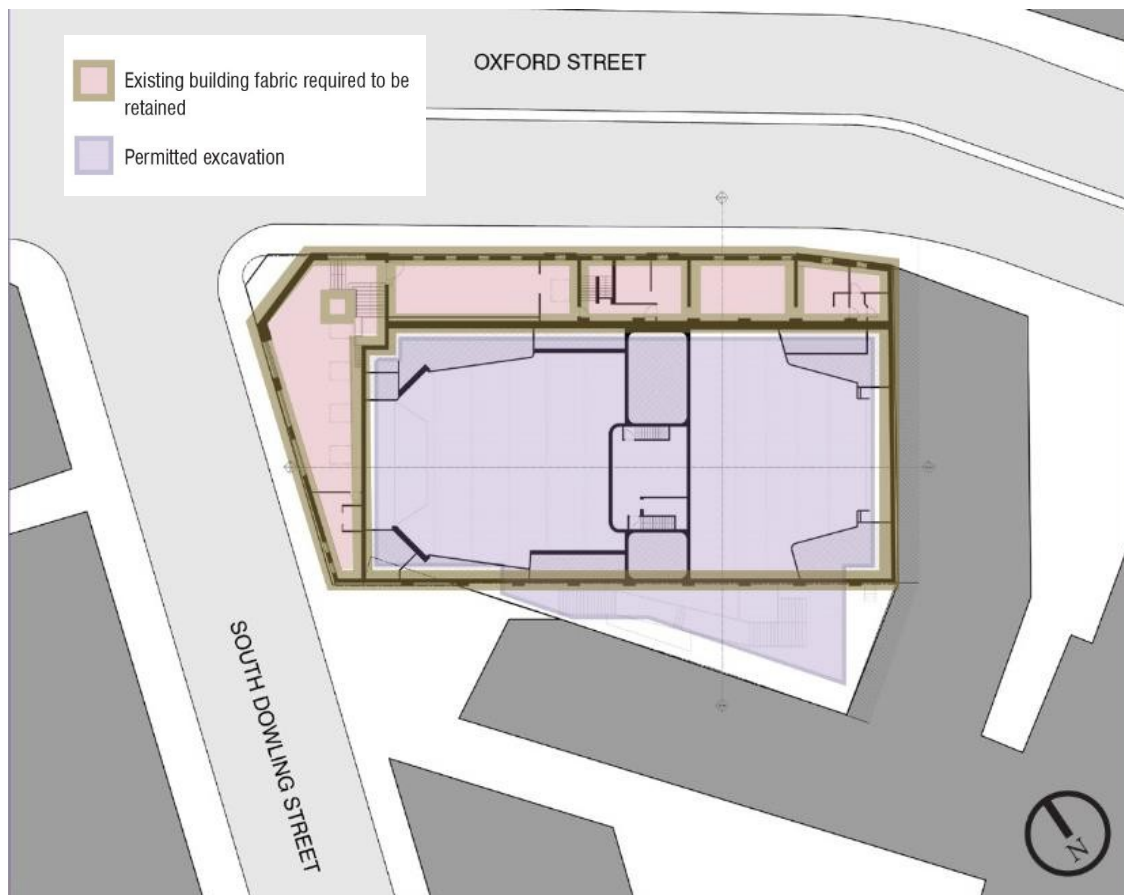 OXFORD STREET
Existing building fabric required to be
retained
Permitted excavation
SOUTH DOWLING STREET
N